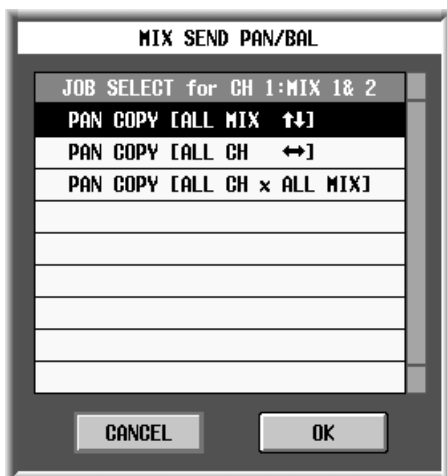 MIX SEND PAN/BAL
JOB SELECT for CH 1:MIX 1& 2
PAN COPY [ALL MIX ↑↓]
PAN COPY [ALL CH ↔]
PAN COPY [ALL CH x ALL MIX]
CANCEL OK